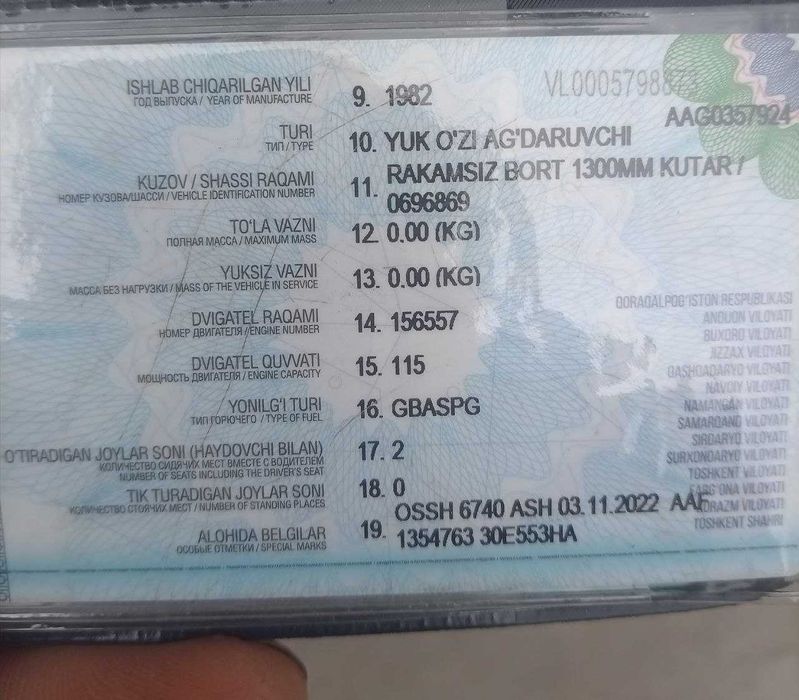 VL0005798873
AAG0357924
ISHLAB CHIQARILGAN YILI
ГОД ВЫПУСКА / YEAR OF MANUFACTURE
9. 1982
TURI
ТИП / TYPE
10. YUK O'ZI AG'DARUVCHI
KUZOV / SHASSI RAQAMI
НОМЕР КУЗОВА/ШАССИ / VEHICLE IDENTIFICATION NUMBER
11. RAKAMSIZ BORT 1300MM KUTAR /
0696869
TO'LA VAZNI
ПОЛНАЯ МАССА / MAXIMUM MASS
12. 0.00 (KG)
YUKSIZ VAZNI
МАССА БЕЗ НАГРУЗКИ / MASS OF THE VEHICLE IN SERVICE
13. 0.00 (KG)
DVIGATEL RAQAMI
НОМЕР ДВИГАТЕЛЯ / ENGINE NUMBER
14. 156557
DVIGATEL QUVVATI
МОЩНОСТЬ ДВИГАТЕЛЯ / ENGINE CAPACITY
15. 115
YONILG'I TURI
ТИП ГОРЮЧЕГО / TYPE OF FUEL
16. GBASPG
O'TIRADIGAN JOYLAR SONI (HAYDOVCHI BILAN)
КОЛИЧЕСТВО СИДЯЧИХ МЕСТ ВМЕСТЕ С ВОДИТЕЛЕМ
NUMBER OF SEATS INCLUDING THE DRIVER'S SEAT
17. 2
TIK TURADIGAN JOYLAR SONI
КОЛИЧЕСТВО СТОЯЧИХ МЕСТ / NUMBER OF STANDING PLACES
18. 0
ALOHIDA BELGILAR
ОСОБЫЕ ОТМЕТКИ / SPECIAL MARKS
19. OSSH 6740 ASH 03.11.2022 AAF
1354763 30E553HA
QORAQALPOG'ISTON RESPUBLIKASI
ANDIJON VILOYATI
BUXORO VILOYATI
JIZZAX VILOYATI
QASHQADARYO VILOYATI
NAVOIY VILOYATI
NAMANGAN VILOYATI
SAMARQAND VILOYATI
SIRDARYO VILOYATI
SURXONDARYO VILOYATI
TOSHKENT VILOYATI
VILOYATI
VILOYATI
TOSHKENT SHAHRI